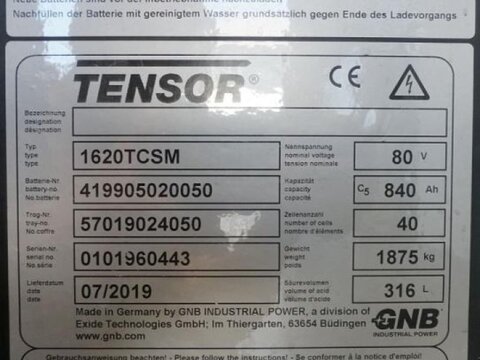 Nachfüllen der Batterie mit gereinigtem Wasser grundsätzlich gegen Ende des Ladevorgangs
TENSOR®
CE
Bezeichnung
designation
désignation
Typ
type
type
1620TCSM
Nennspannung
nominal voltage
tension nominale
80 V
Batterie-Nr.
battery-no.
no.batterie
419905020050
Kapazität
capacity
capacité
C5 840 Ah
Trog-Nr.
tray-no.
No.coffre
57019024050
Zellenanzahl
number of cells
nombre d'éléments
40
Serien-Nr.
serial no.
No série
0101960443
Gewicht
weight
poids
1875 kg
Lieferdatum
date
date
07/2019
Säurevolumen
volume of acid
volume d'acide
316 L
Made in Germany by GNB INDUSTRIAL POWER, a division of
Exide Technologies GmbH; Im Thiergarten, 63654 Büdingen
www.gnb.com
GNB
INDUSTRIAL POWER
Gebrauchsanweisung beachten! - Please follow the instructions! - Se conformer